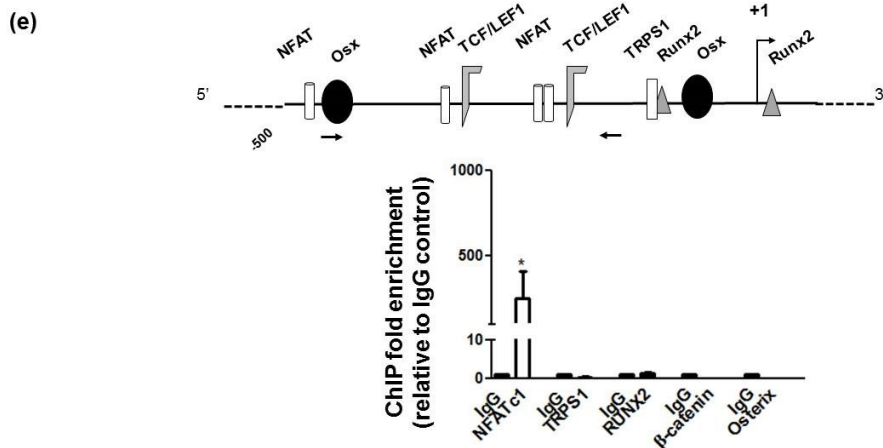 (e)
NFAT
Osx
NFAT
TCF/LEF1
NFAT
TCF/LEF1
TRPS1
Runx2
Osx
+1
Runx2
5'
3
-500
ChIP fold enrichment
(relative to IgG control)
1000
500
10
0
*
IgG
NFATc1
IgG
TRPS1
IgG
RUNX2
IgG
β-catenin
IgG
Osterix